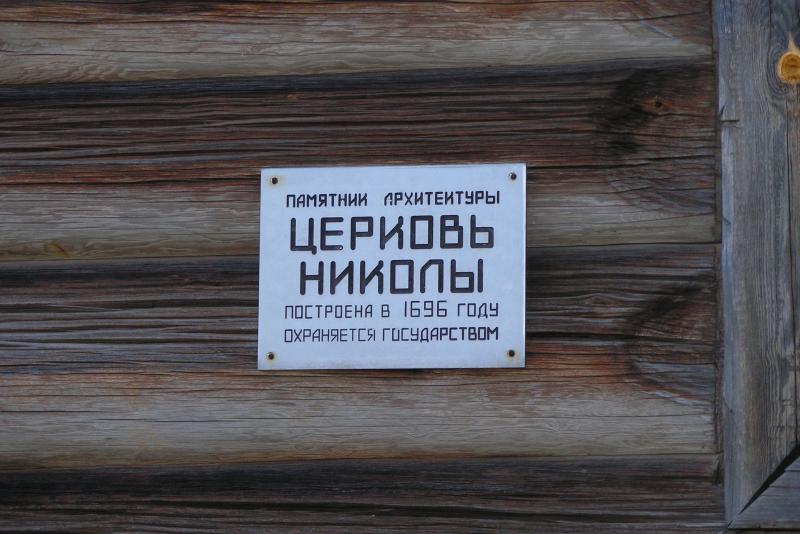 ПАМЯТНИК АРХИТЕКТУРЫ
ЦЕРКОВЬ
НИКОЛЫ
ПОСТРОЕНА В 1696 ГОДУ
ОХРАНЯЕТСЯ ГОСУДАРСТВОМ